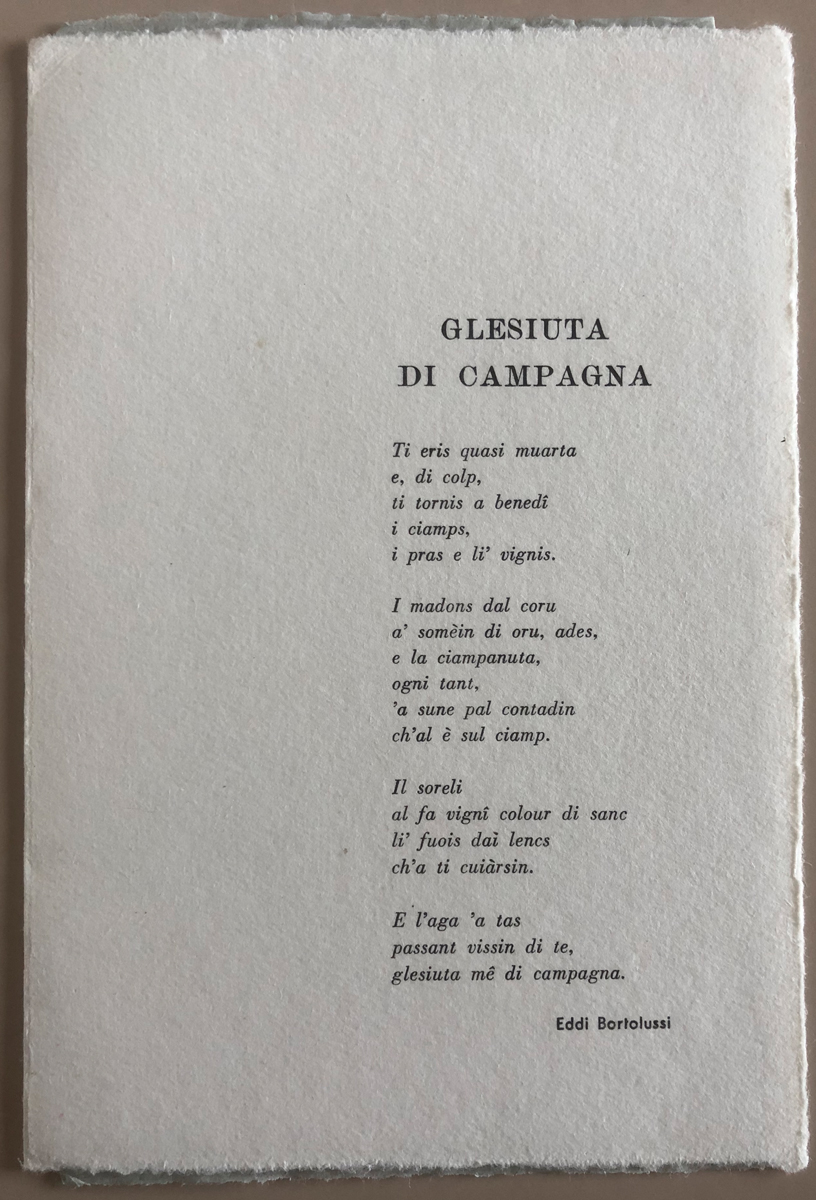 GLESIUTA
DI CAMPAGNA
Ti eris quasi muarta
e, di colp,
ti tornis a benedî
i ciamps,
i pras e li’ vignis.
I madons dal coru
a’ somèin di oru, ades,
e la ciampanuta,
ogni tant,
’a sune pal contadin
ch’al è sul ciamp.
Il soreli
al fa vignî colour di sanc
li’ fuois daì lencs
ch’a ti cuiàrsin.
E l’aga ’a tas
passant vissin di te,
glesiuta mê di campagna.
Eddi Bortolussi